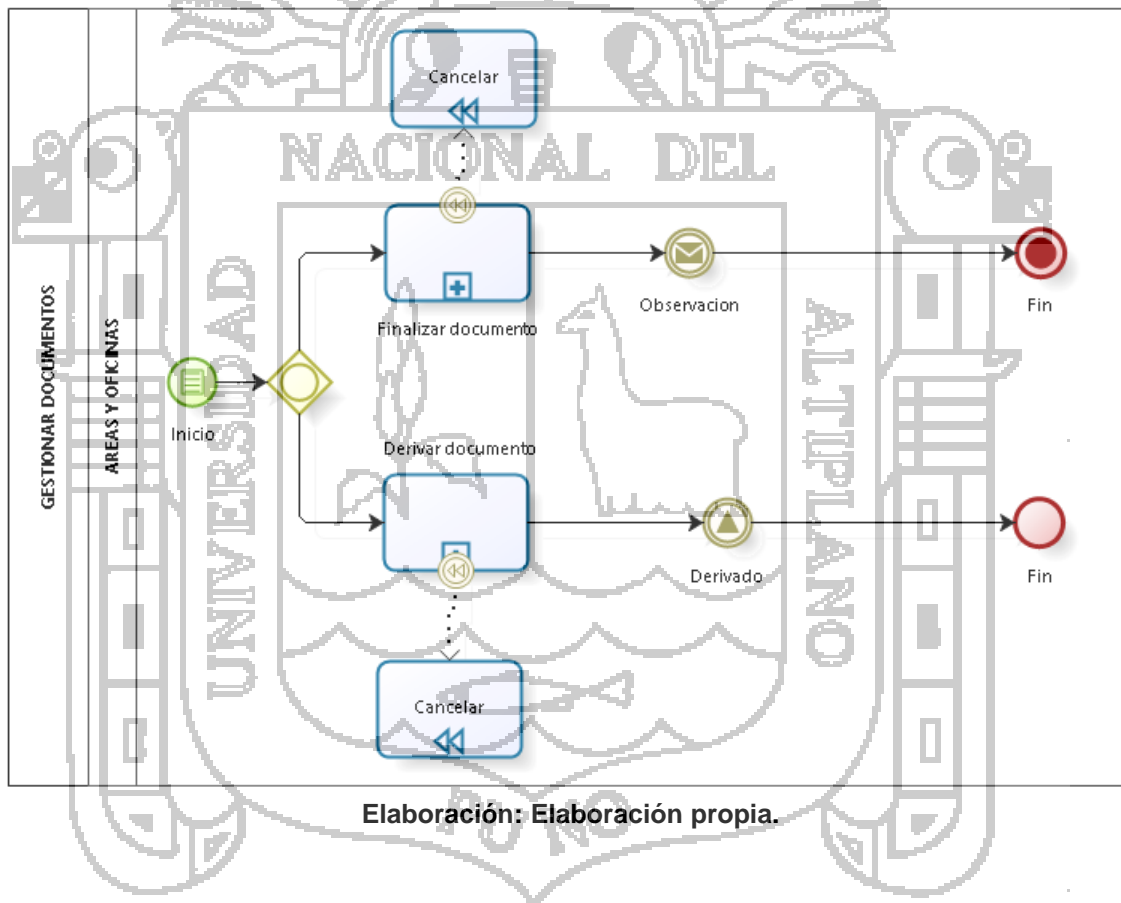 GESTIONAR DOCUMENTOS
AREAS Y OFICINAS
Cancelar
NACIONAL DEL
UNIVERSIDAD
ALTIPLANO
Finalizar documento
Observacion
Fin
Inicio
Derivar documento
Derivado
Fin
Cancelar
Elaboración: Elaboración propia.
PUNO